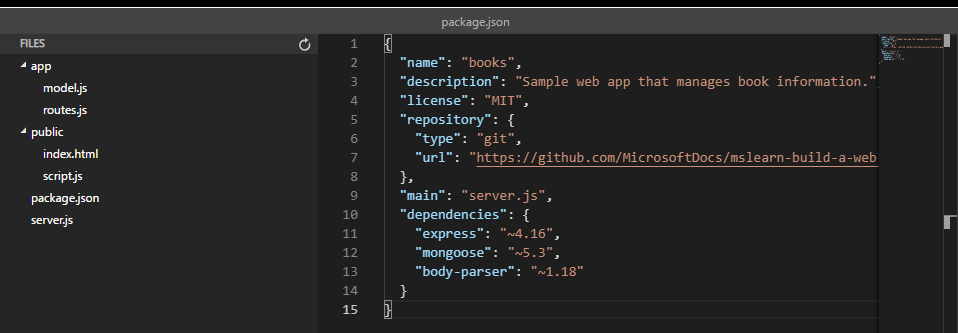 package.json
FILES
app
model.js
routes.js
public
index.html
script.js
package.json
server.js
1 {
2 "name": "books",
3 "description": "Sample web app that manages book information."
4 "license": "MIT",
5 "repository": {
6 "type": "git",
7 "url": "https://github.com/MicrosoftDocs/mslearn-build-a-web
8 },
9 "main": "server.js",
10 "dependencies": {
11 "express": "~4.16",
12 "mongoose": "~5.3",
13 "body-parser": "~1.18"
14 }
15 }